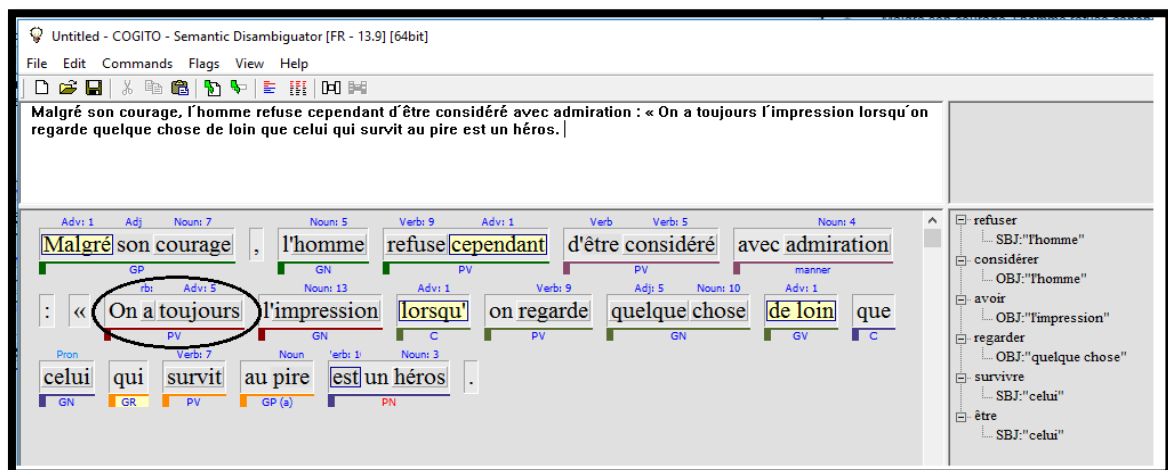 Untitled - COGITO - Semantic Disambiguator [FR - 13.9] [64bit]
File Edit Commands Flags View Help
Malgré son courage, l´homme refuse cependant d´être considéré avec admiration : « On a toujours l´impression lorsqu´on
regarde quelque chose de loin que celui qui survit au pire est un héros.
Adv: 1 Adj Noun: 7 Noun: 5 Verb: 9 Adv: 1 Verb Verb: 5 Noun: 4
Malgré son courage , l'homme refuse cependant d'être considéré avec admiration
GP GN PV PV manner
rb: Adv: 5 Noun: 13 Adv: 1 Verb: 9 Adj: 5 Noun: 10 Adv: 1
: « On a toujours l'impression lorsqu' on regarde quelque chose de loin que
PV GN C PV GN GV C
Pron Verb: 7 Noun 'erb: 1 Noun: 3
celui qui survit au pire est un héros .
GN GR PV GP (a) PN
refuser
SBJ:"l'homme"
considérer
OBJ:"l'homme"
avoir
OBJ:"l'impression"
regarder
OBJ:"quelque chose"
survivre
SBJ:"celui"
être
SBJ:"celui"